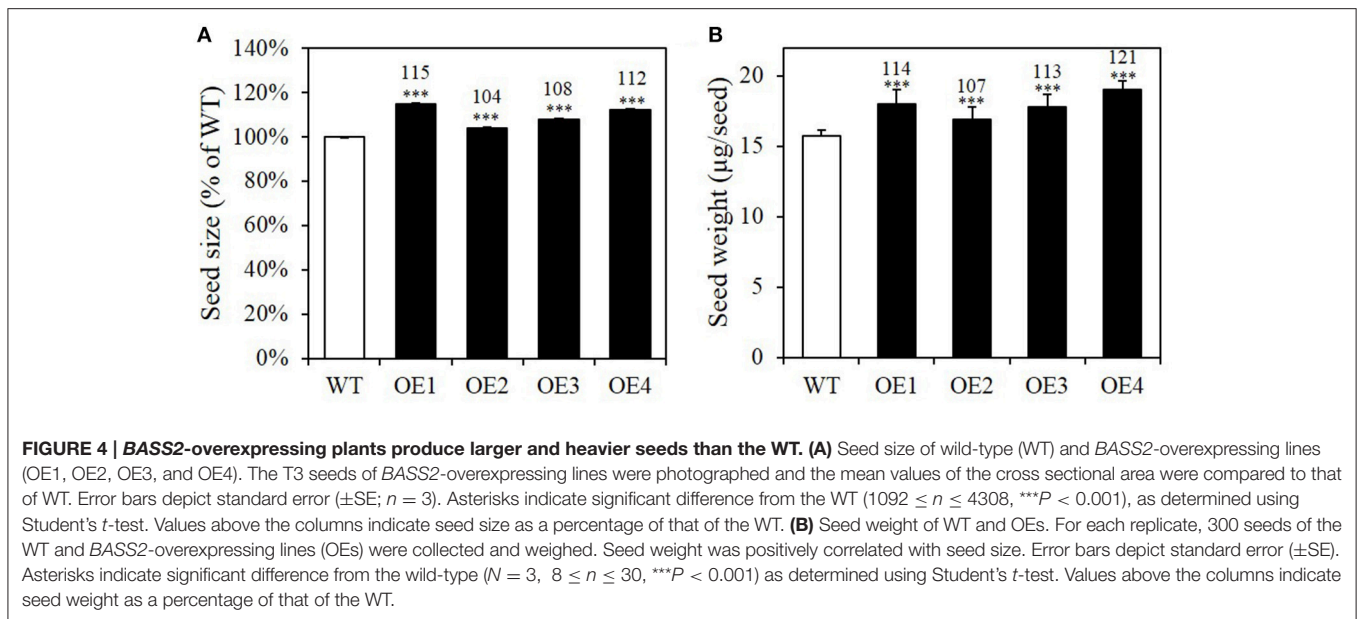 A
140%
120%
100%
80%
60%
40%
20%
0%
Seed size (% of WT)
115
***
104
***
108
***
112
***
WT OE1 OE2 OE3 OE4
B
20
15
10
5
0
Seed weight (µg/seed)
114
***
107
***
113
***
121
***
WT OE1 OE2 OE3 OE4
FIGURE 4 | BASS2-overexpressing plants produce larger and heavier seeds than the WT. (A) Seed size of wild-type (WT) and BASS2-overexpressing lines
(OE1, OE2, OE3, and OE4). The T3 seeds of BASS2-overexpressing lines were photographed and the mean values of the cross sectional area were compared to that
of WT. Error bars depict standard error (±SE; n = 3). Asterisks indicate significant difference from the WT (1092 ≤ n ≤ 4308, ***P < 0.001), as determined using
Student's t-test. Values above the columns indicate seed size as a percentage of that of the WT. (B) Seed weight of WT and OEs. For each replicate, 300 seeds of the
WT and BASS2-overexpressing lines (OEs) were collected and weighed. Seed weight was positively correlated with seed size. Error bars depict standard error (±SE).
Asterisks indicate significant difference from the wild-type (N = 3, 8 ≤ n ≤ 30, ***P < 0.001) as determined using Student's t-test. Values above the columns indicate
seed weight as a percentage of that of the WT.